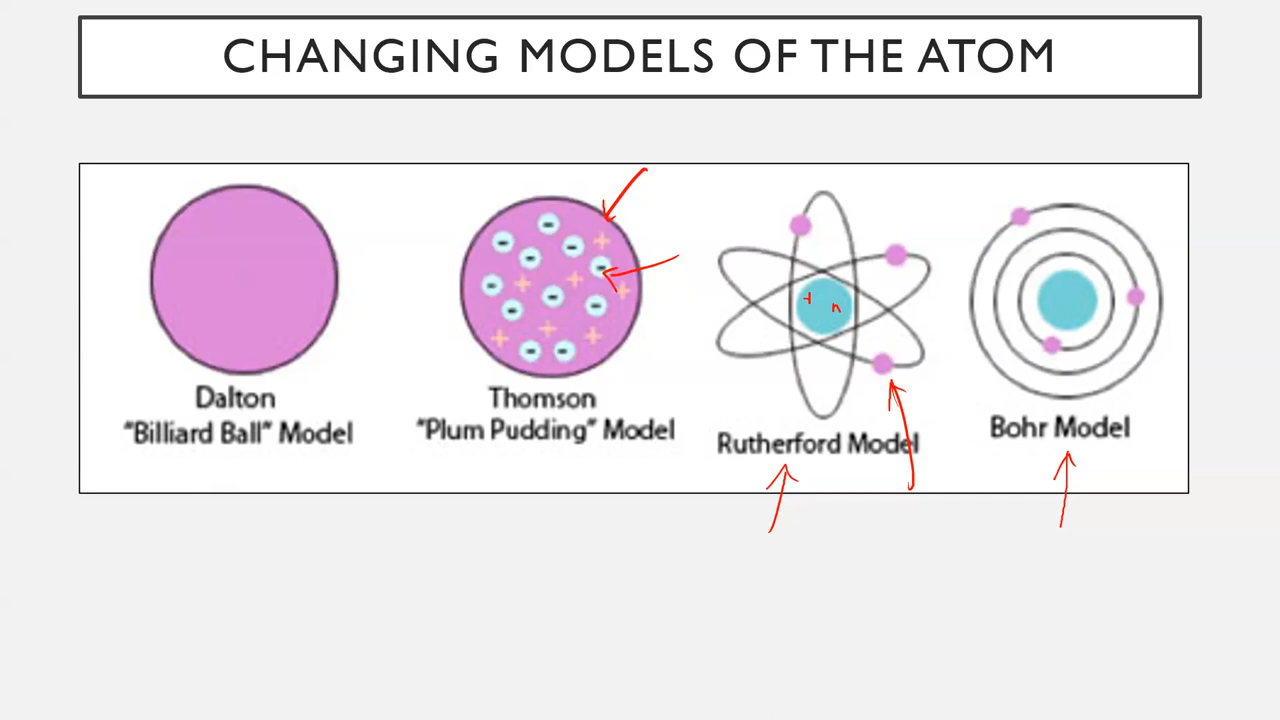 CHANGING MODELS OF THE ATOM
Dalton
"Billiard Ball" Model
Thomson
"Plum Pudding" Model
+ n
Rutherford Model
Bohr Model